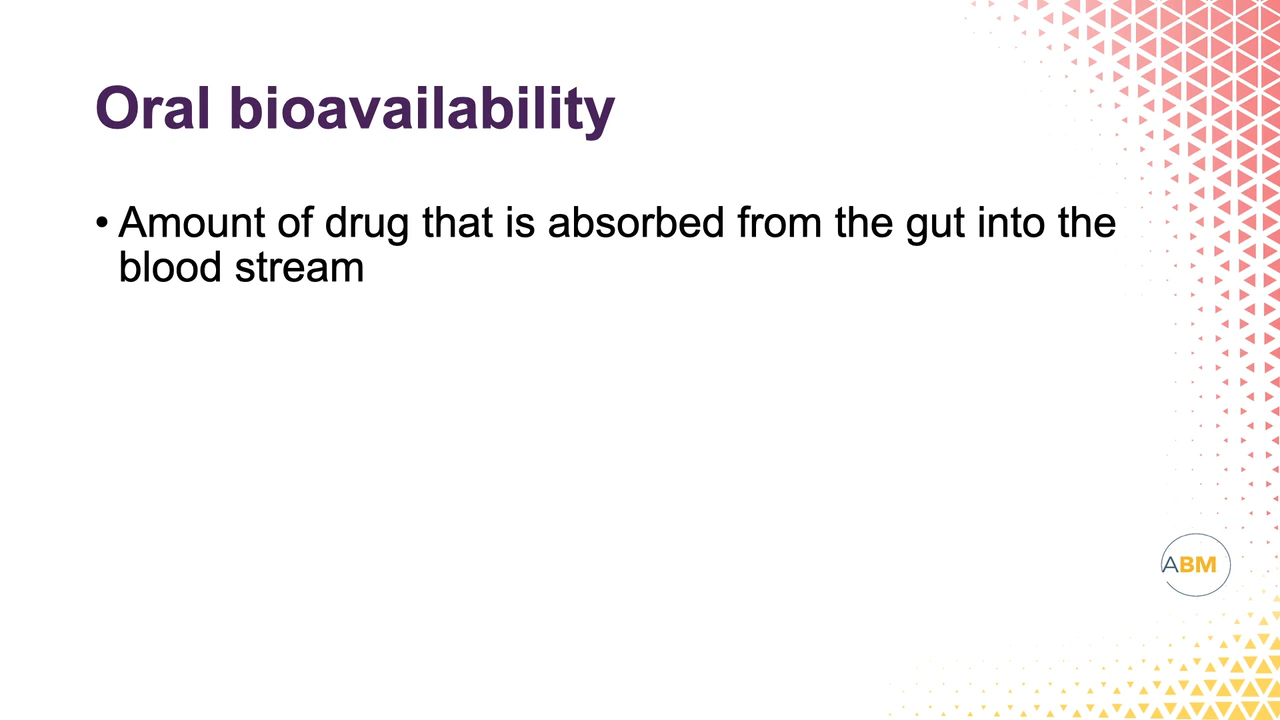 Oral bioavailability
• Amount of drug that is absorbed from the gut into the
blood stream
ABM